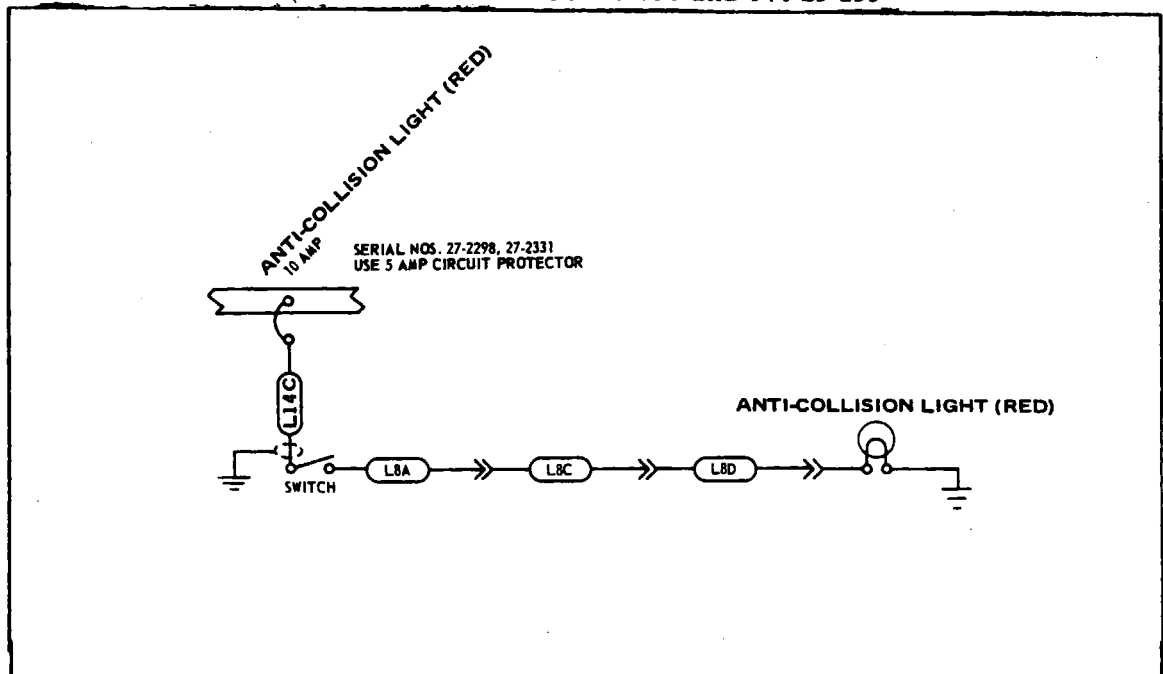 ANTI-COLLISION LIGHT (RED)
10 AMP
SERIAL NOS. 27-2298, 27-2331
USE 5 AMP CIRCUIT PROTECTOR
L14C
ANTI-COLLISION LIGHT (RED)
SWITCH
L8A
L8C
L8D